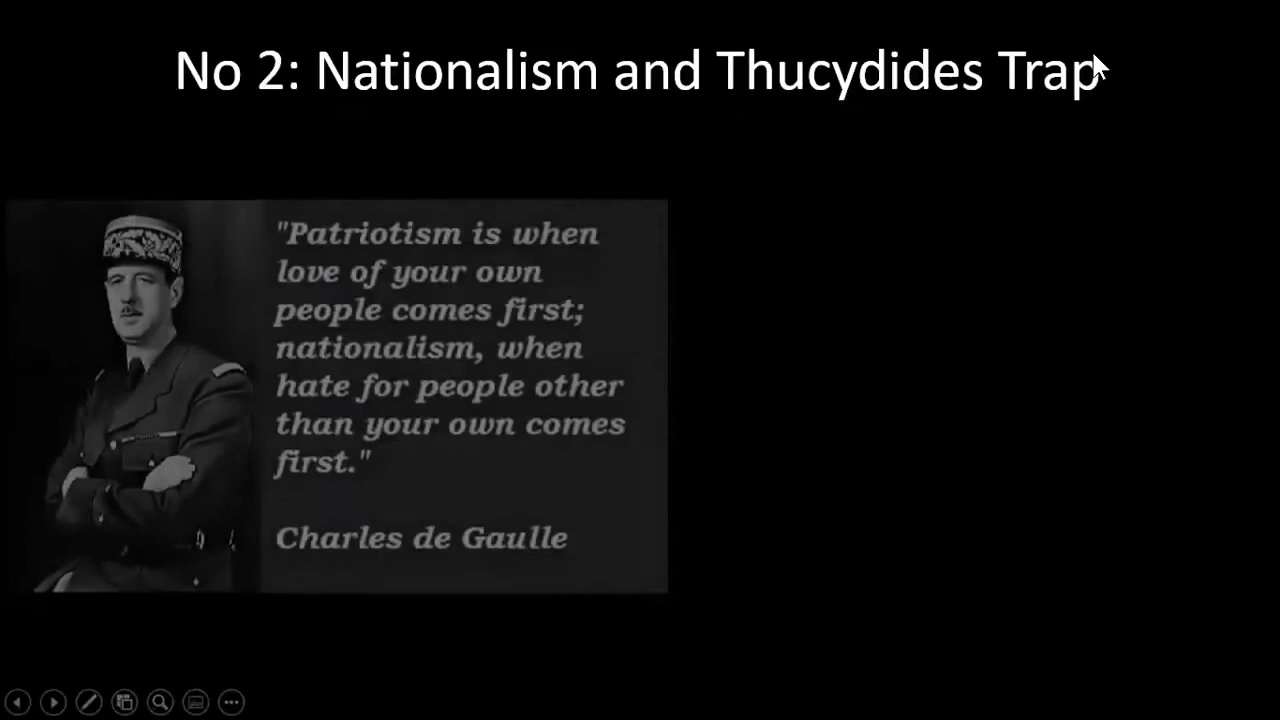 No 2: Nationalism and Thucydides Trap
"Patriotism is when
love of your own
people comes first;
nationalism, when
hate for people other
than your own comes
first."
Charles de Gaulle